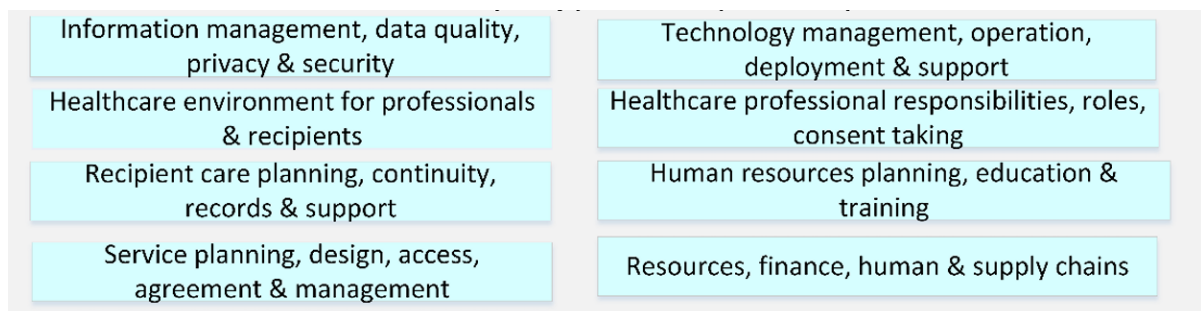 Information management, data quality,
privacy & security
Technology management, operation,
deployment & support
Healthcare environment for professionals
& recipients
Healthcare professional responsibilities, roles,
consent taking
Recipient care planning, continuity,
records & support
Human resources planning, education &
training
Service planning, design, access,
agreement & management
Resources, finance, human & supply chains